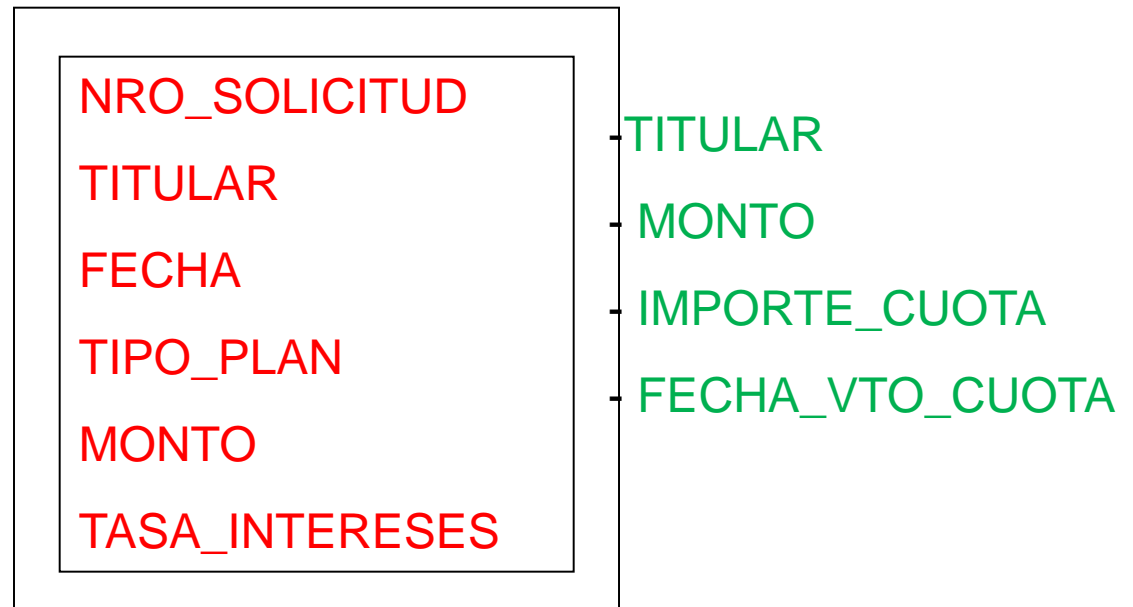 NRO_SOLICITUD
TITULAR
FECHA
TIPO_PLAN
MONTO
TASA_INTERESES
-TITULAR
- MONTO
- IMPORTE_CUOTA
- FECHA_VTO_CUOTA